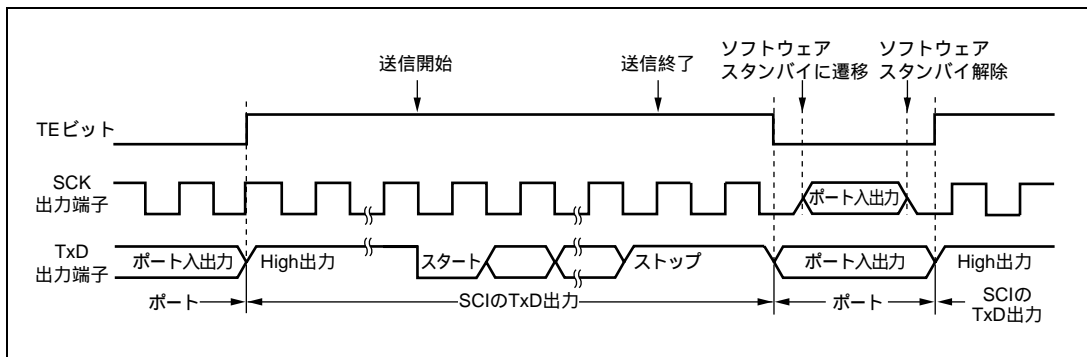 送信開始
送信終了
ソフトウェア
スタンバイに遷移
ソフトウェア
スタンバイ解除
TEビット
SCK
出力端子
ポート入出力
TxD
出力端子
ポート入出力
High出力
スタート
ストップ
ポート入出力
High出力
ポート
SCIのTxD出力
ポート
SCIの
TxD出力